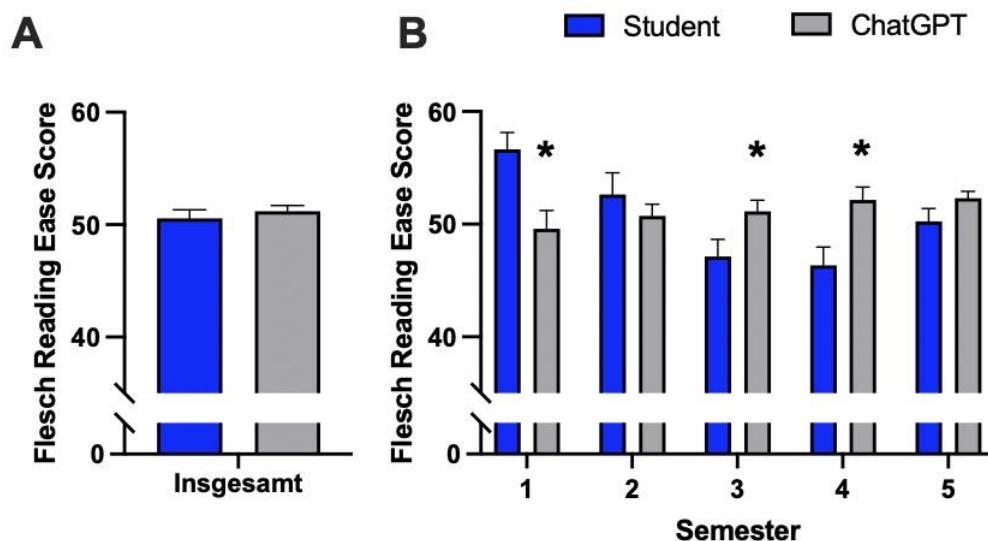 A
B
Student
ChatGPT
Flesch Reading Ease Score
60
50
40
0
Insgesamt
Flesch Reading Ease Score
60
50
40
0
*
*
*
1
2
3
4
5
Semester